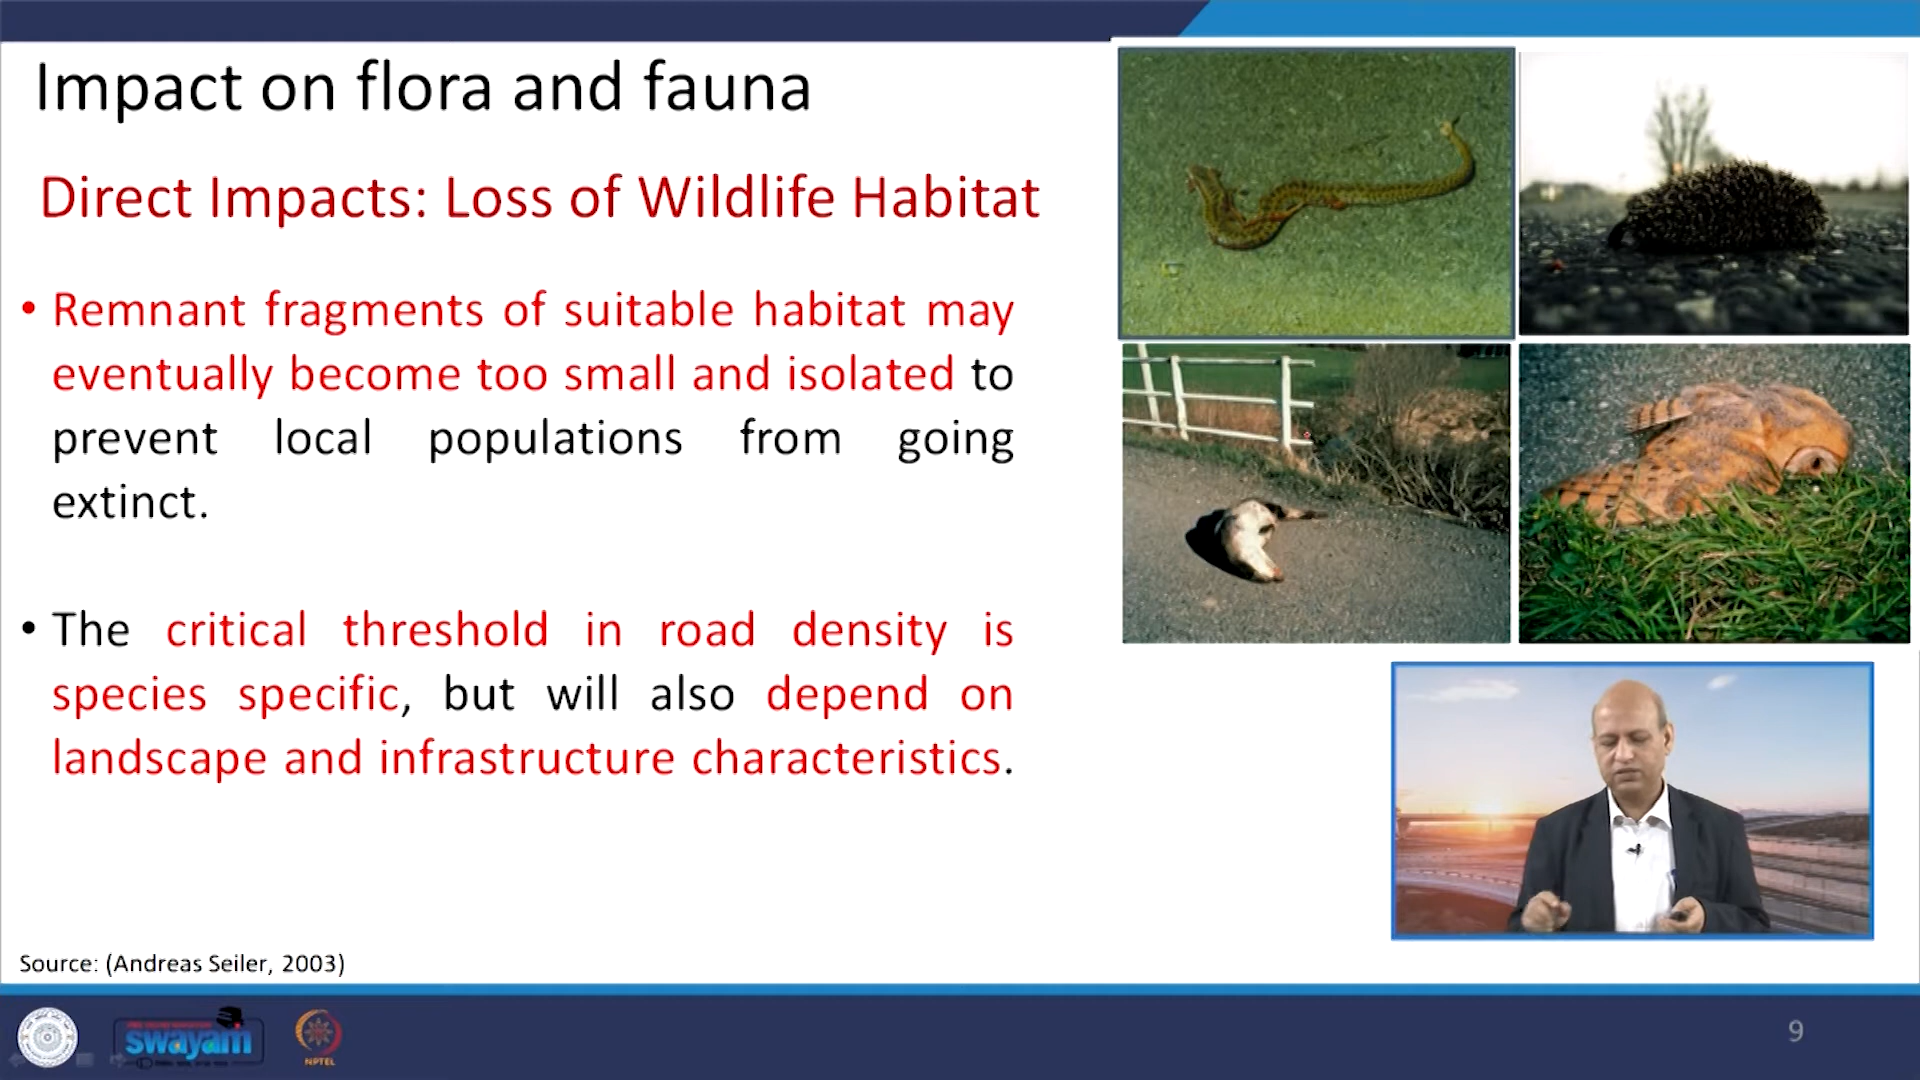 Impact on flora and fauna
Direct Impacts: Loss of Wildlife Habitat
• Remnant fragments of suitable habitat may
eventually become too small and isolated to
prevent local populations from going
extinct.
• The critical threshold in road density is
species specific, but will also depend on
landscape and infrastructure characteristics.
Source: (Andreas Seiler, 2003)
swayam
NPTEL
9